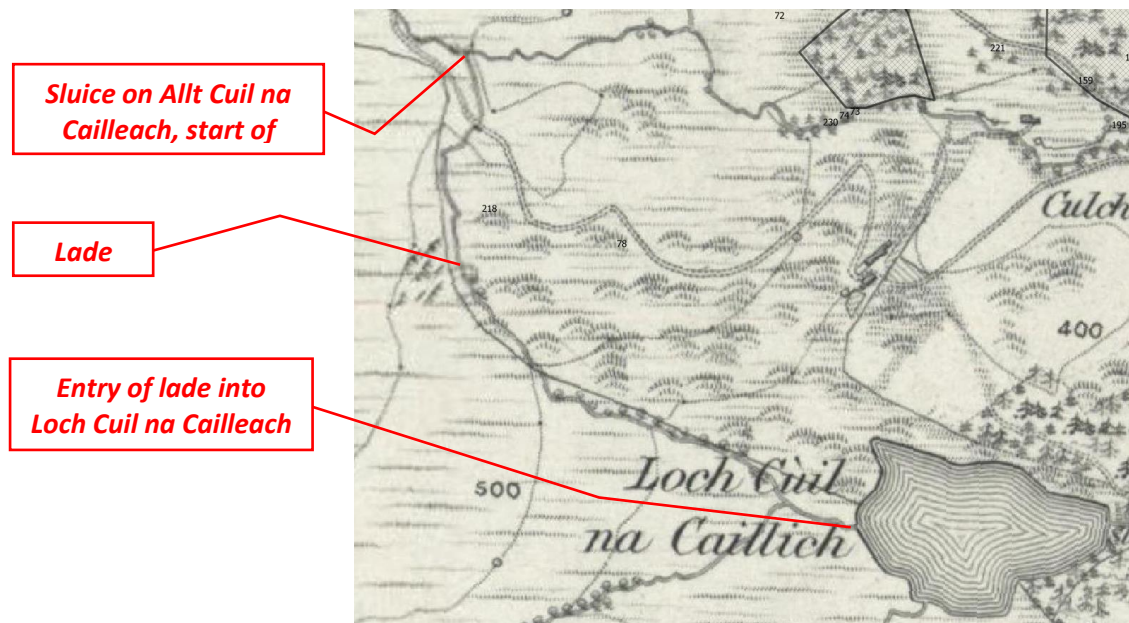 Sluice on Allt Cuil na
Cailleach, start of
Lade
Entry of lade into
Loch Cuil na Cailleach
72
221
159
195
230 74 73
Culch
218
78
400
500
Loch Cùil
na Caillich